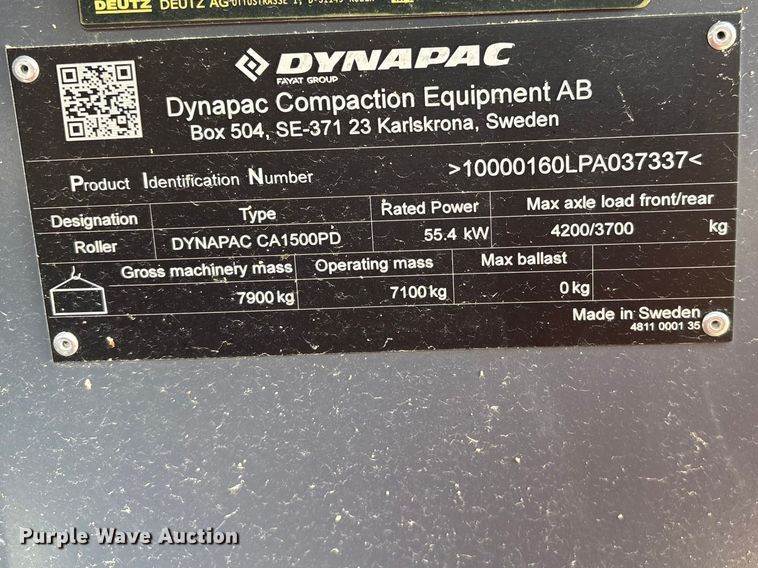 DEUTZ DEUTZ AG
DYNAPAC
FAYAT GROUP
Dynapac Compaction Equipment AB
Box 504, SE-371 23 Karlskrona, Sweden
Product Identification Number >10000160LPA037337<
Designation Type Rated Power Max axle load front/rear
Roller DYNAPAC CA1500PD 55.4 kW 4200/3700 kg
Gross machinery mass Operating mass Max ballast
7900 kg 7100 kg 0 kg
Made in Sweden
4811 0001 35
Purple Wave Auction